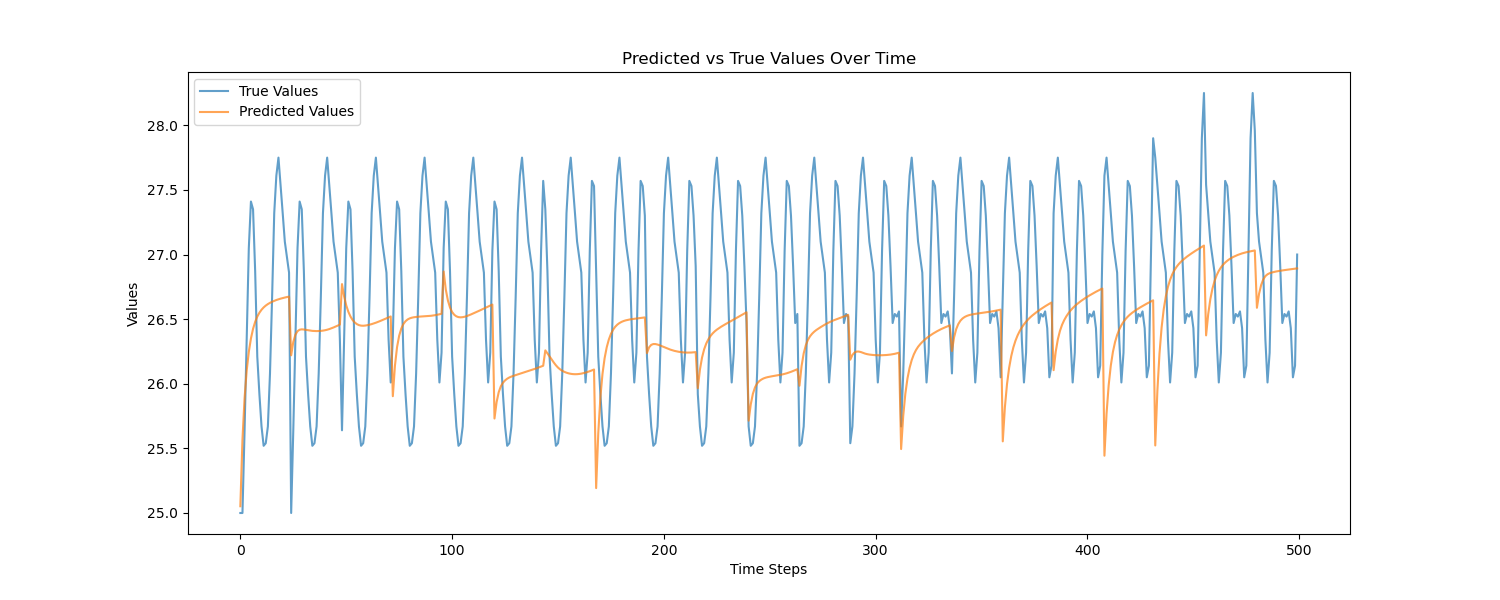 Predicted vs True Values Over Time
True Values
Predicted Values
Values
28.0
27.5
27.0
26.5
26.0
25.5
25.0
0
100
200
300
400
500
Time Steps